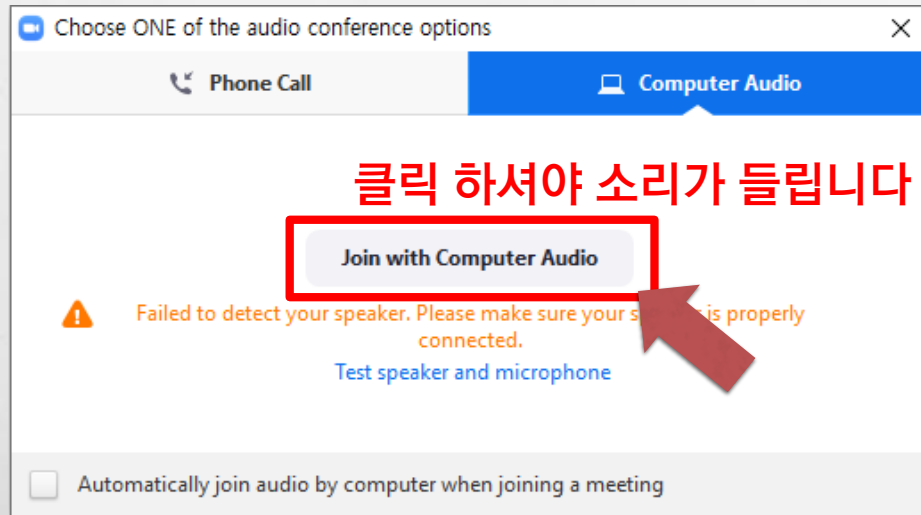 Choose ONE of the audio conference options
Phone Call
Computer Audio
클릭 하셔야 소리가 들립니다
Join with Computer Audio
Failed to detect your speaker. Please make sure your is properly
connected.
Test speaker and microphone
Automatically join audio by computer when joining a meeting